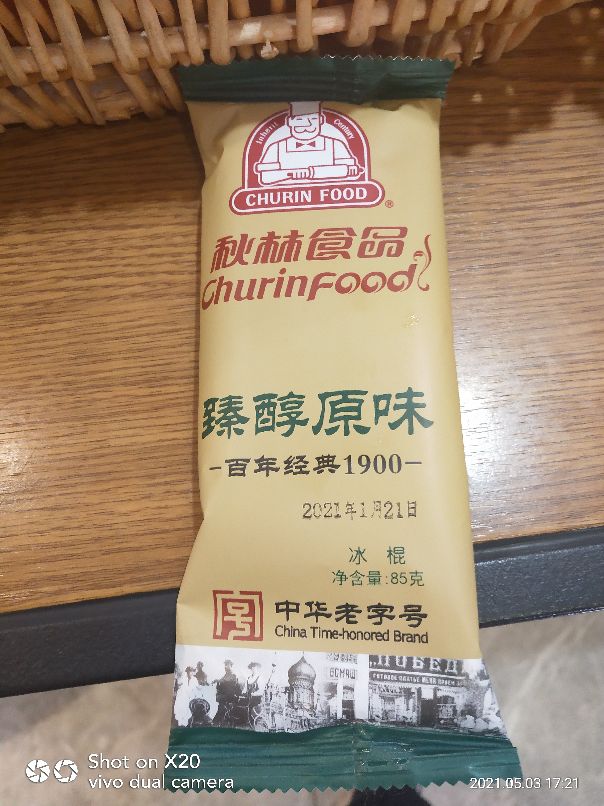 Inherit Century
CHURIN FOOD
®
秋林食品
Churinfood
臻醇原味
-百年经典1900-
2021年1月21日
冰棍
净含量:85克
中华老字号
China Time-honored Brand
Shot on X20
vivo dual camera
2021.05.03 17:21